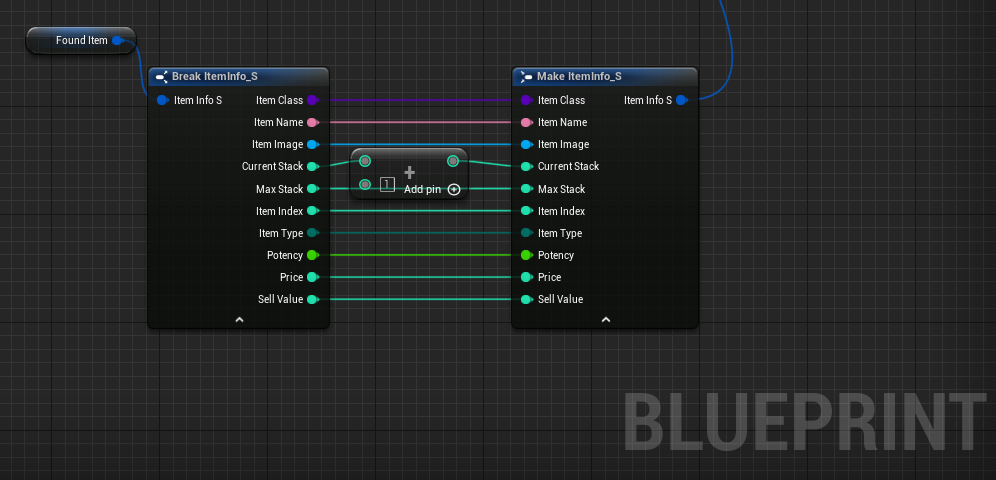 Found Item
Break ItemInfo_S
Item Info S
Item Class
Item Name
Item Image
Current Stack
Max Stack
Item Index
Item Type
Potency
Price
Sell Value
1
Add pin
Make ItemInfo_S
Item Class
Item Info S
Item Name
Item Image
Current Stack
Max Stack
Item Index
Item Type
Potency
Price
Sell Value
BLUEPRINT